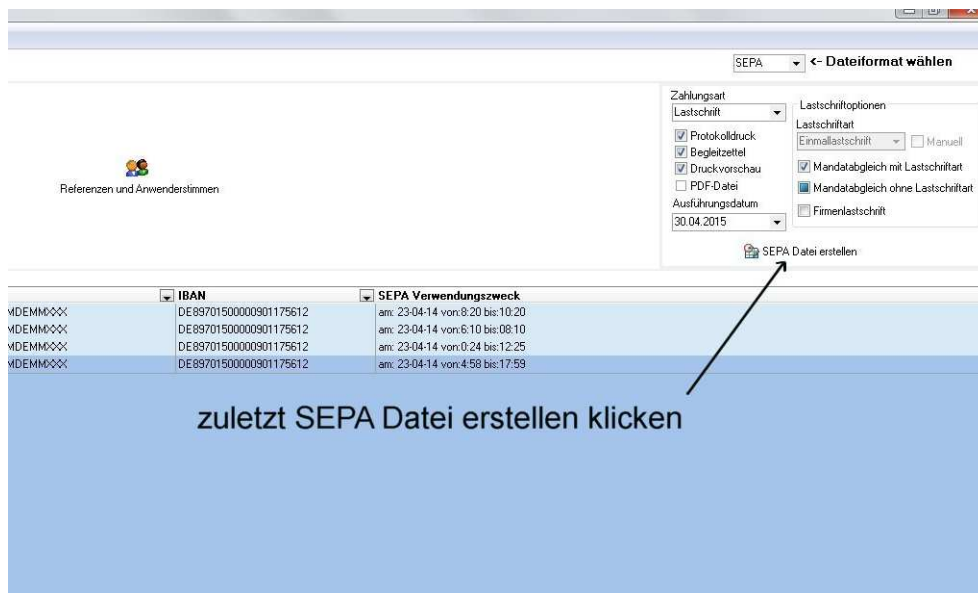 SEPA <- Dateiformat wählen
Zahlungsart
Lastschrift
Protokolldruck
Begleitzettel
Druckvorschau
PDF-Datei
Ausführungsdatum
30.04.2015
Lastschriftoptionen
Lastschriftart
Einmallastschrift Manuell
Mandatabgleich mit Lastschriftart
Mandatabgleich ohne Lastschriftart
Firmenlastschrift
Referenzen und Anwenderstimmen
SEPA Datei erstellen
IBAN SEPA Verwendungszweck
MDEMMXXX DE89701500000901175612 am: 23-04-14 von:8:20 bis:10:20
MDEMMXXX DE89701500000901175612 am: 23-04-14 von:6:10 bis:08:10
MDEMMXXX DE89701500000901175612 am: 23-04-14 von:0:24 bis:12:25
MDEMMXXX DE89701500000901175612 am: 23-04-14 von:4:58 bis:17:59
zuletzt SEPA Datei erstellen klicken